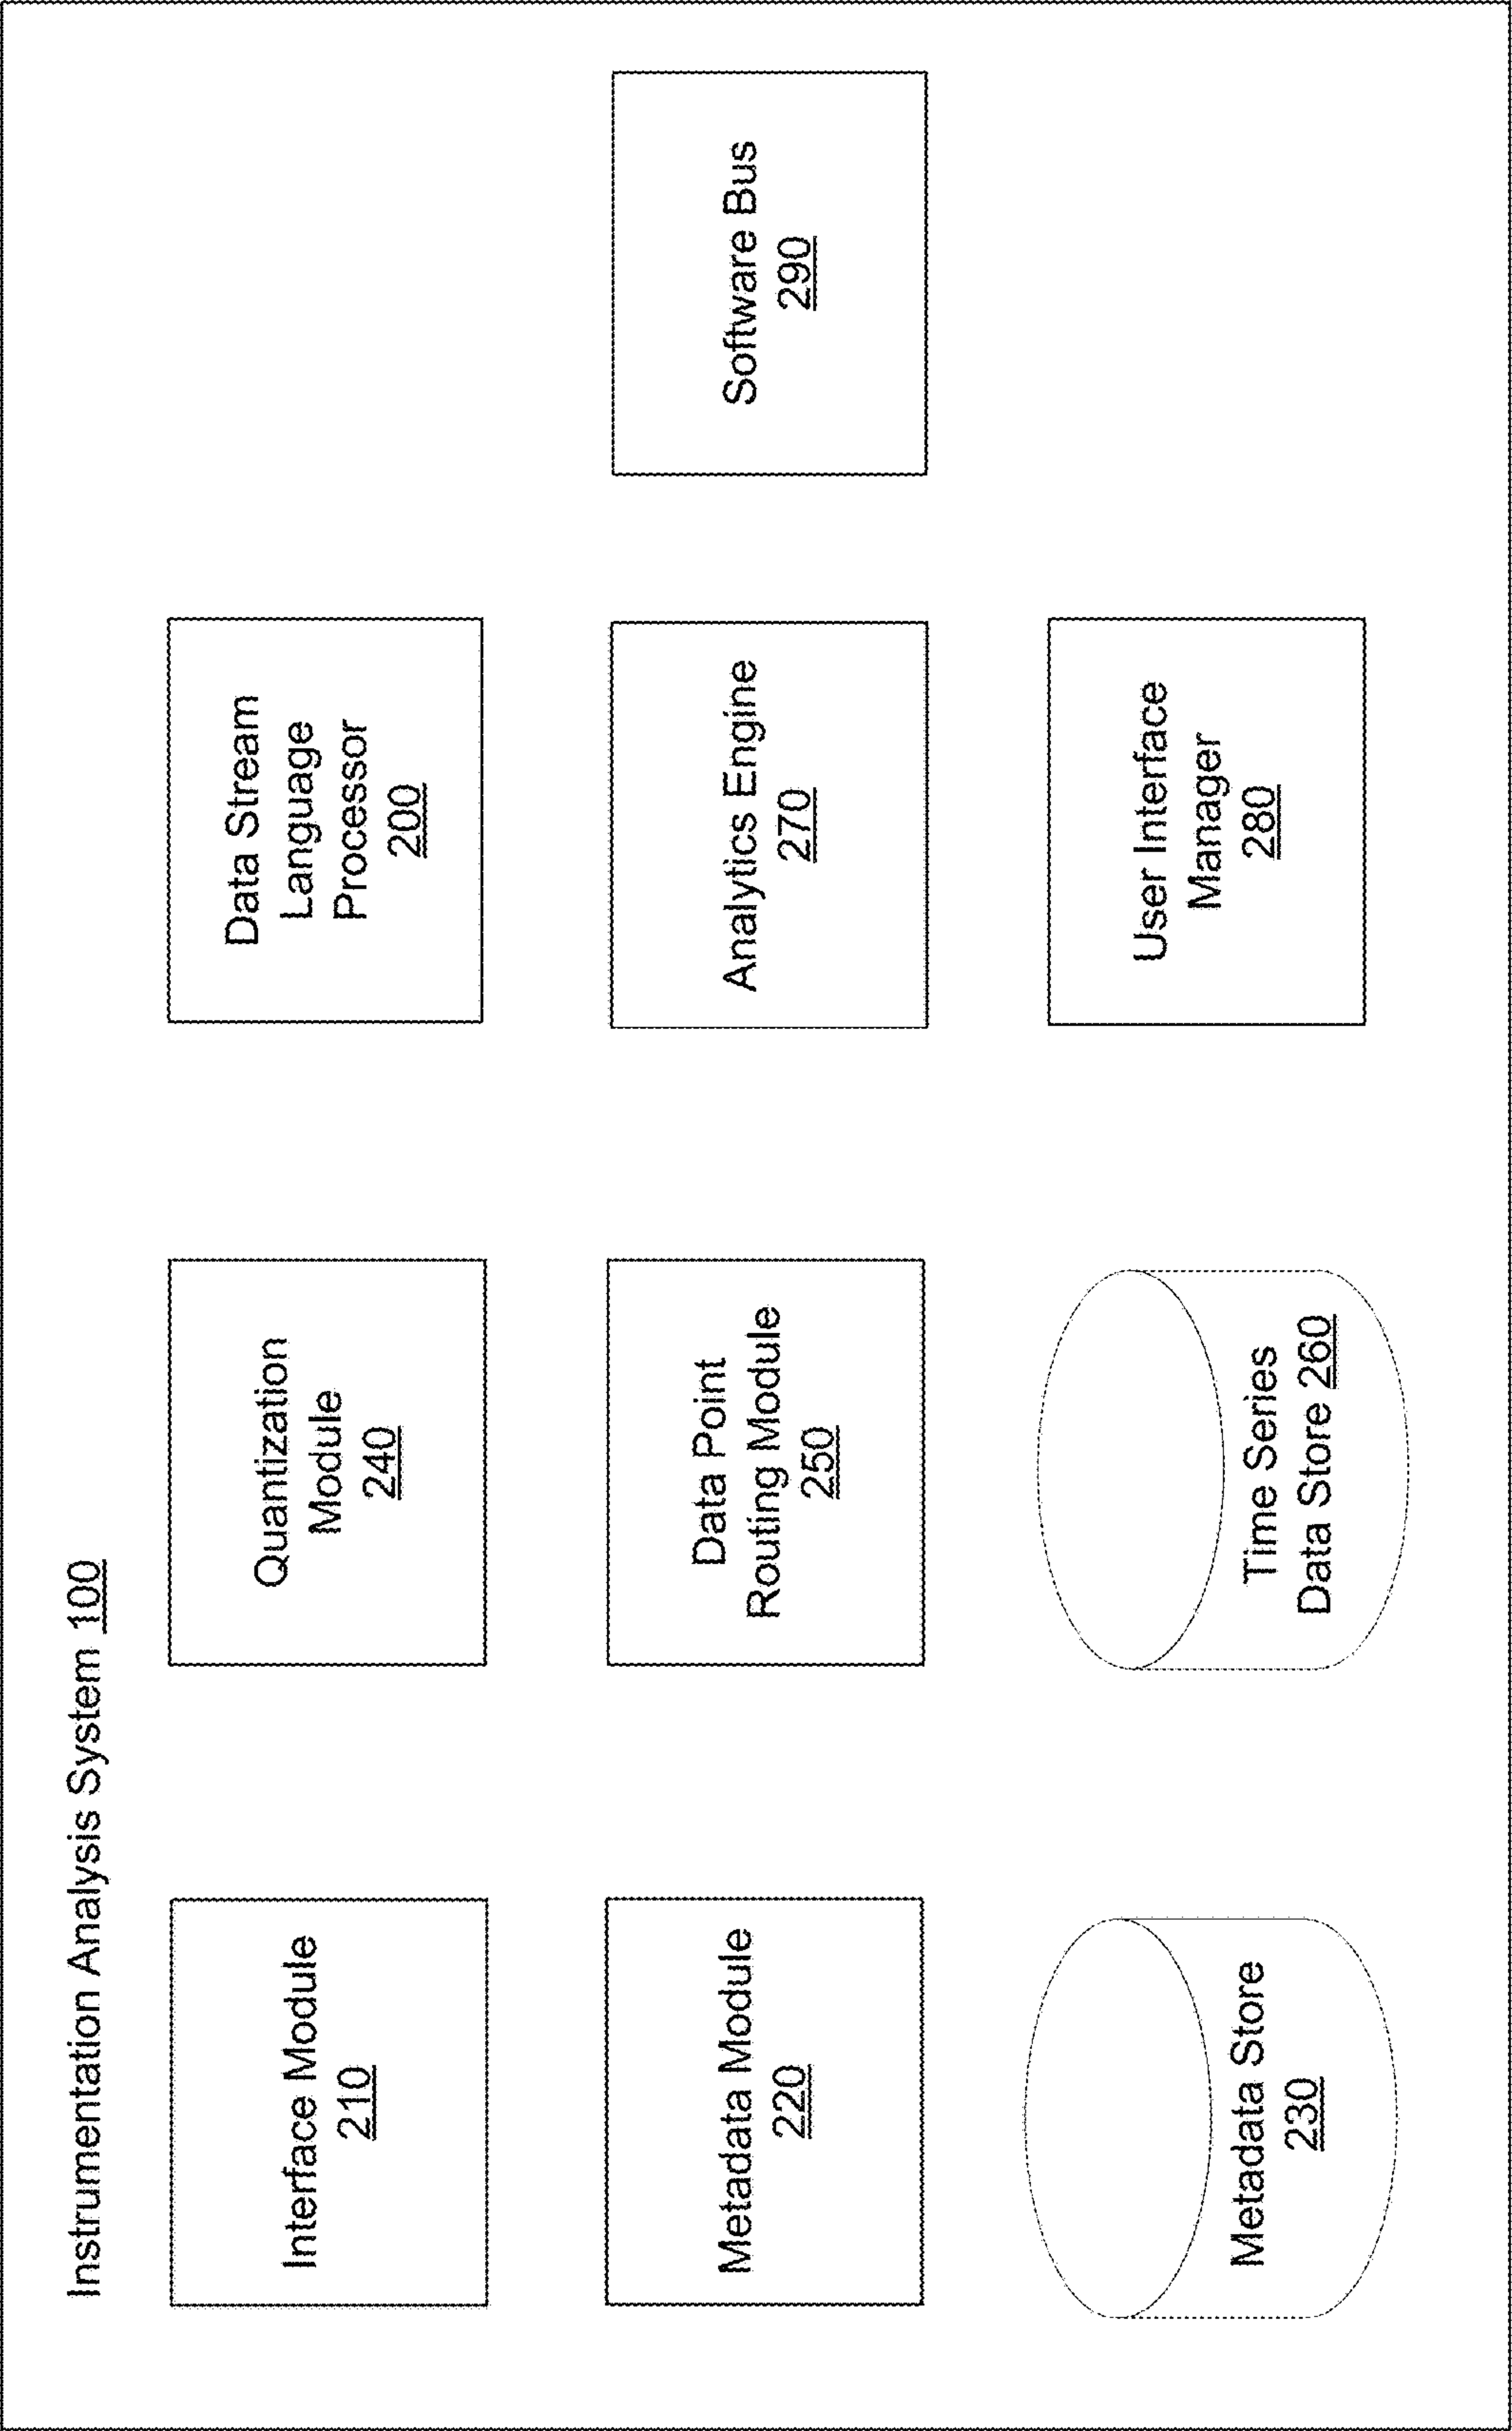 Instrumentation Analysis System 100
Interface Module
210
Quantization
Module
240
Data Stream
Language
Processor
200
Metadata Module
220
Data Point
Routing Module
250
Analytics Engine
270
Software Bus
290
Metadata Store
230
Time Series
Data Store 260
User Interface
Manager
280